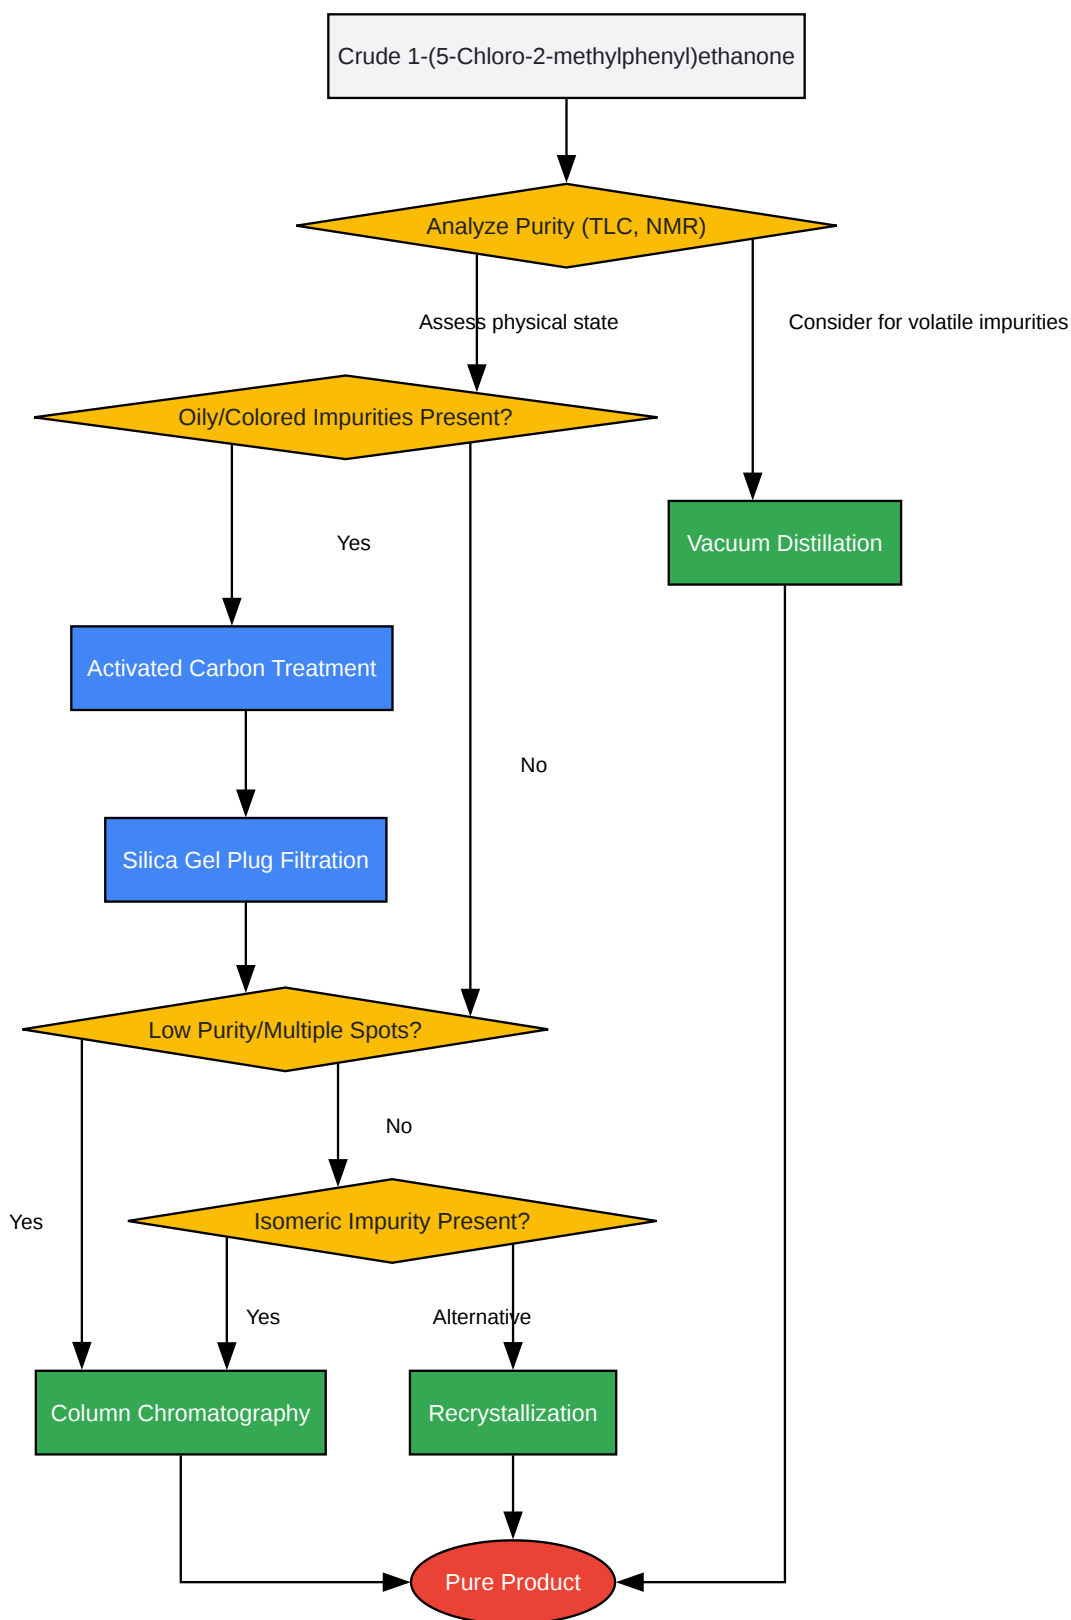 Crude 1-(5-Chloro-2-methylphenyl)ethanone
Analyze Purity (TLC, NMR)
Assess physical state
Consider for volatile impurities
Oily/Colored Impurities Present?
Yes
Vacuum Distillation
Activated Carbon Treatment
No
Silica Gel Plug Filtration
Low Purity/Multiple Spots?
No
Yes
Isomeric Impurity Present?
Yes
Alternative
Column Chromatography
Recrystallization
Pure Product